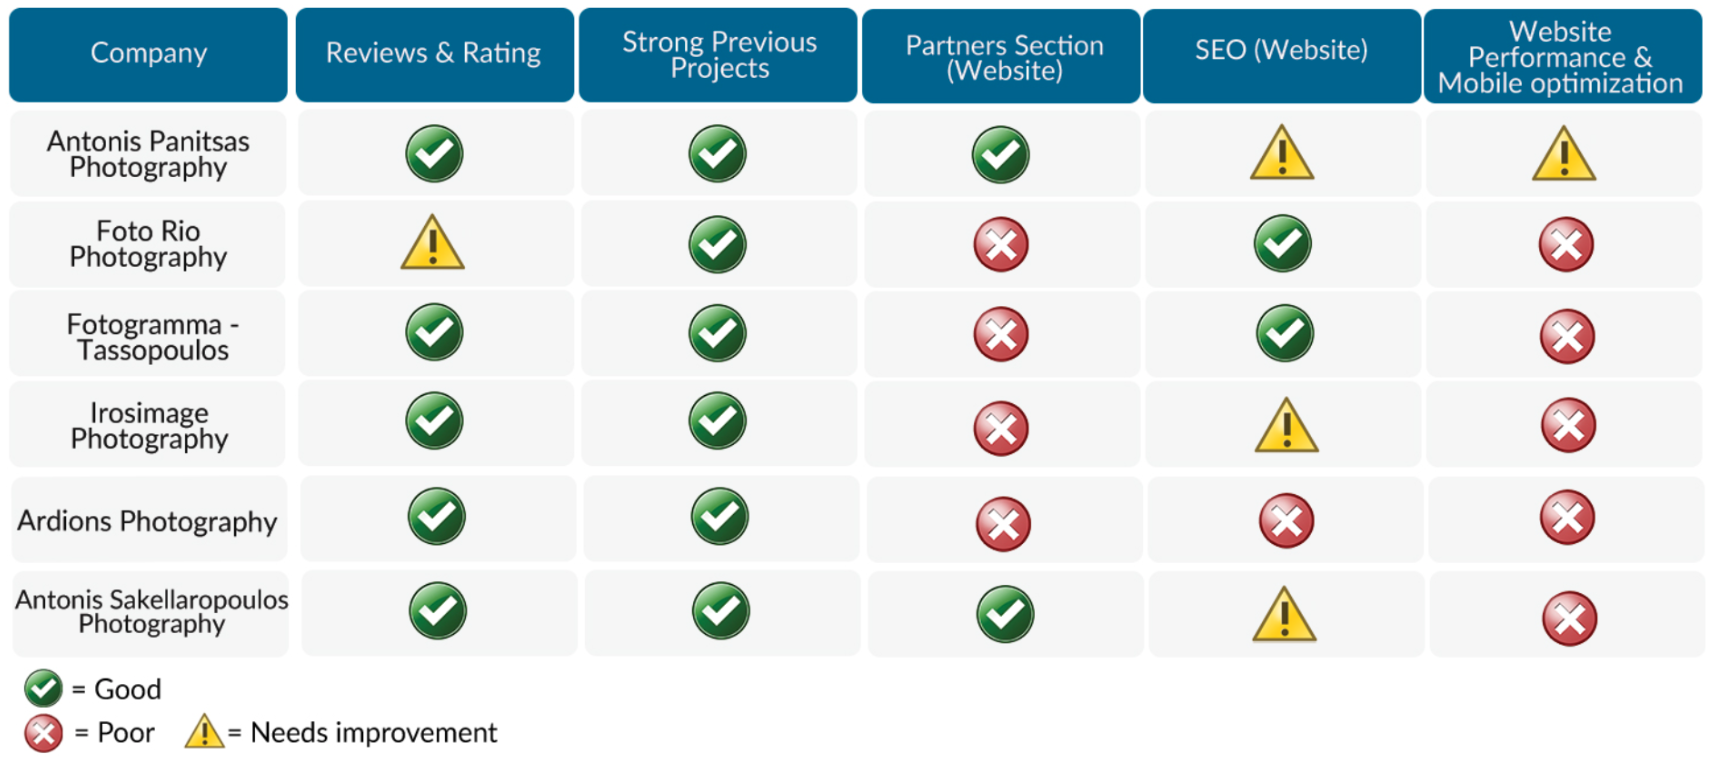 Company
Reviews & Rating
Strong Previous
Projects
Partners Section
(Website)
SEO (Website)
Website
Performance &
Mobile optimization
Antonis Panitsas
Photography
Foto Rio
Photography
Fotogramma -
Tassopoulos
Irosimage
Photography
Ardions Photography
Antonis Sakellaropoulos
Photography
= Good
= Poor
= Needs improvement